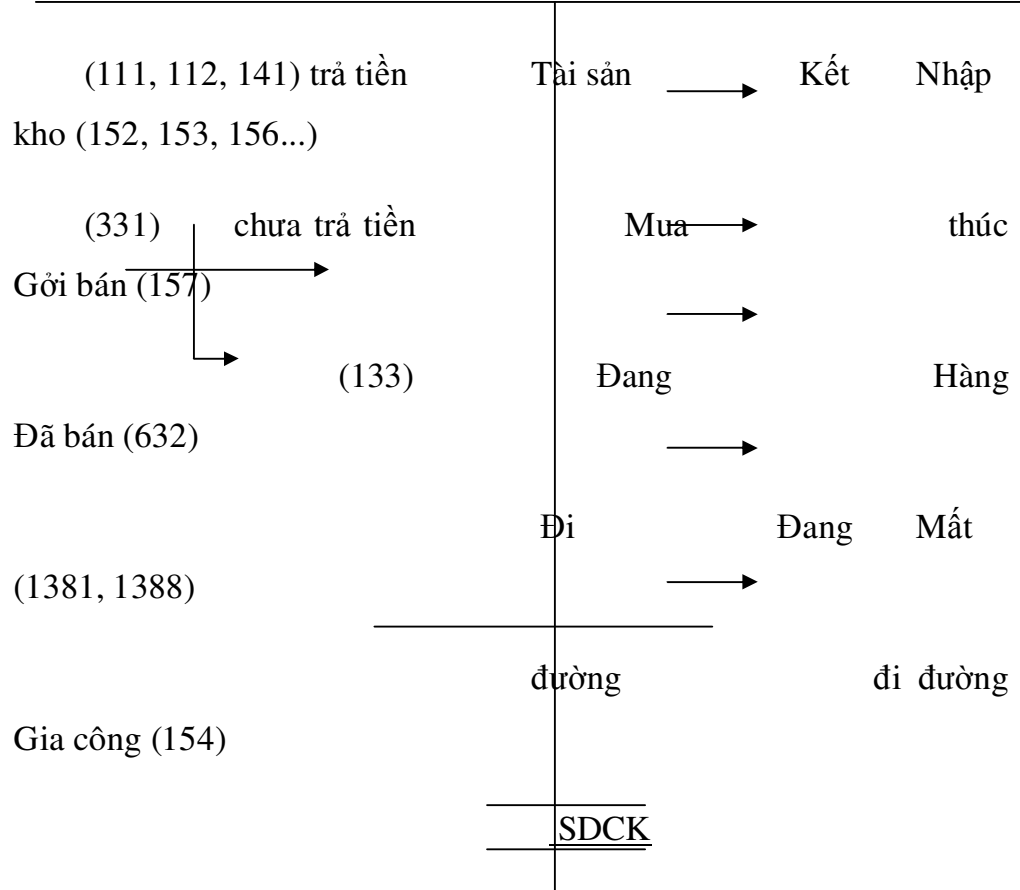 (111, 112, 141) trả tiền Tài sản Kết Nhập
kho (152, 153, 156...)
(331) chưa trả tiền Mua thúc
Gởi bán (157)
(133) Đang Hàng
Đã bán (632)
Đi Đang Mất
(1381, 1388)
đường đi đường
Gia công (154)
SDCK